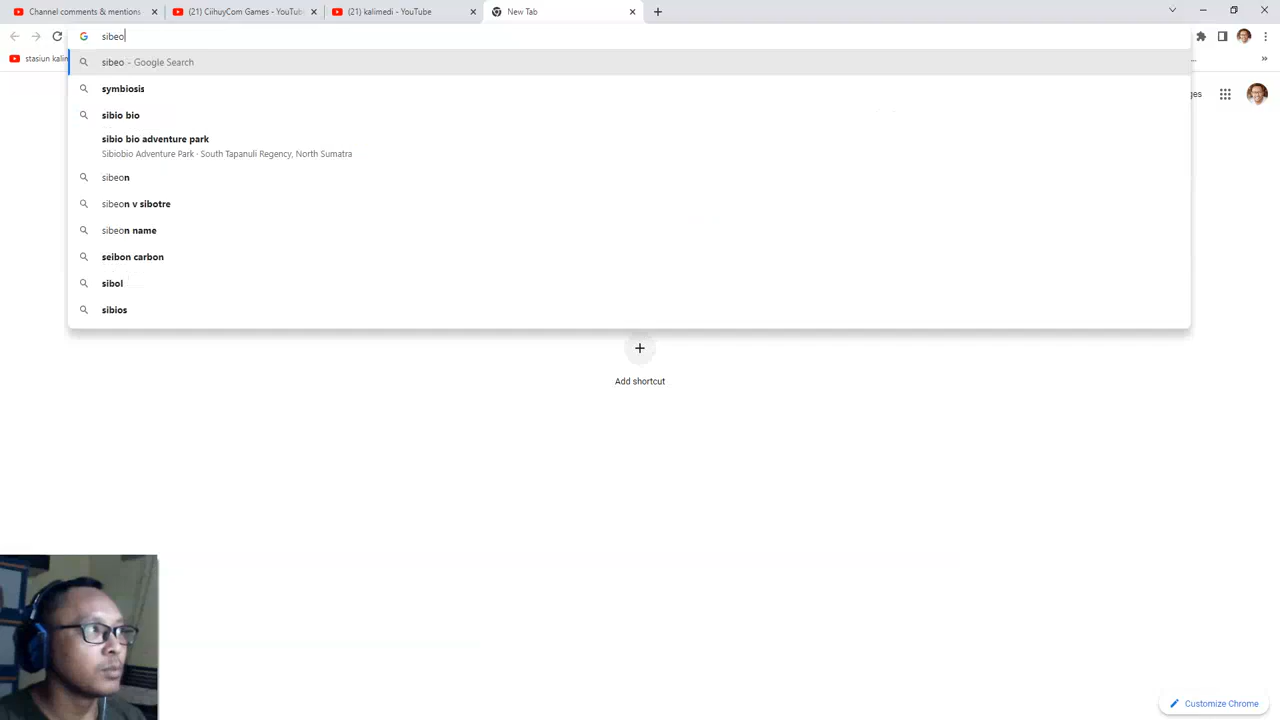 Channel comments & mentions
(21) CiihuyCom Games - YouTube
(21) kalimedi - YouTube
New Tab
sibeo
stasiun kalim
sibeo - Google Search
symbiosis
sibio bio
sibio bio adventure park
Sibiobio Adventure Park · South Tapanuli Regency, North Sumatra
sibeon
sibeon v sibotre
sibeon name
seibon carbon
sibol
sibios
Add shortcut
Customize Chrome